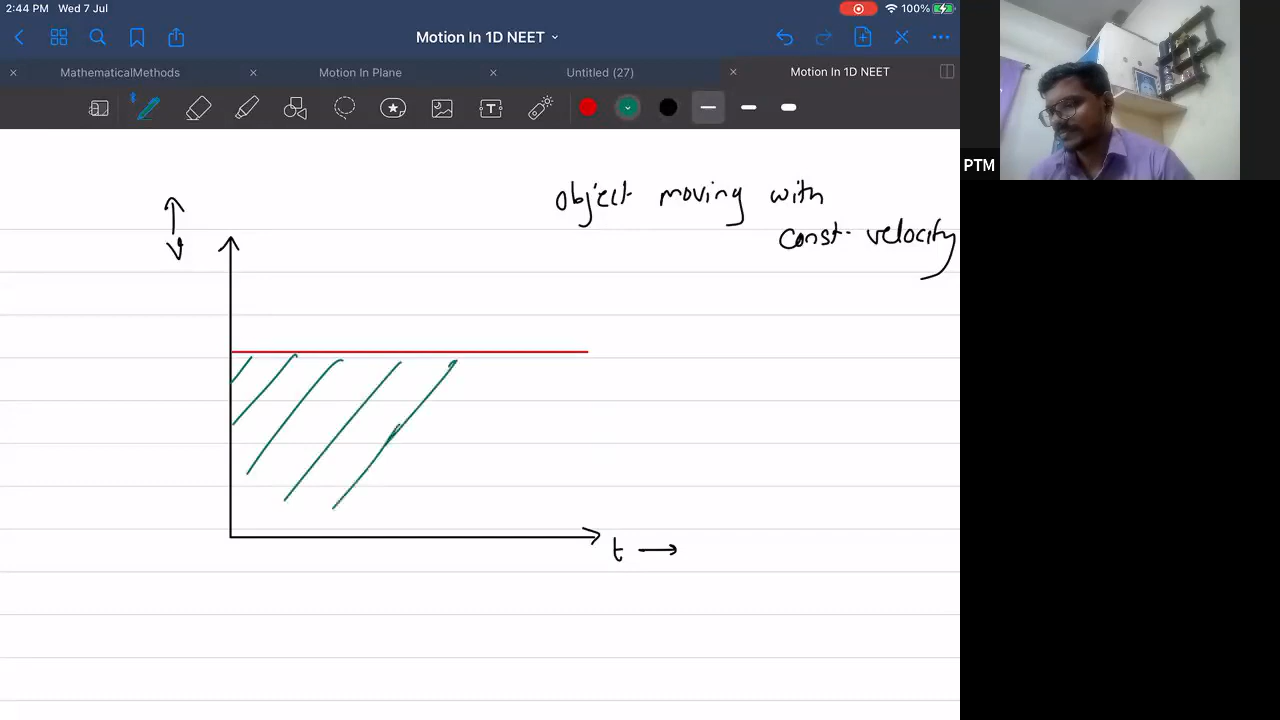 2:44 PM Wed 7 Jul
100%
Motion In 1D NEET
MathematicalMethods
Motion In Plane
Untitled (27)
Motion In 1D NEET
T
PTM
object moving with
const. velocity
v
t